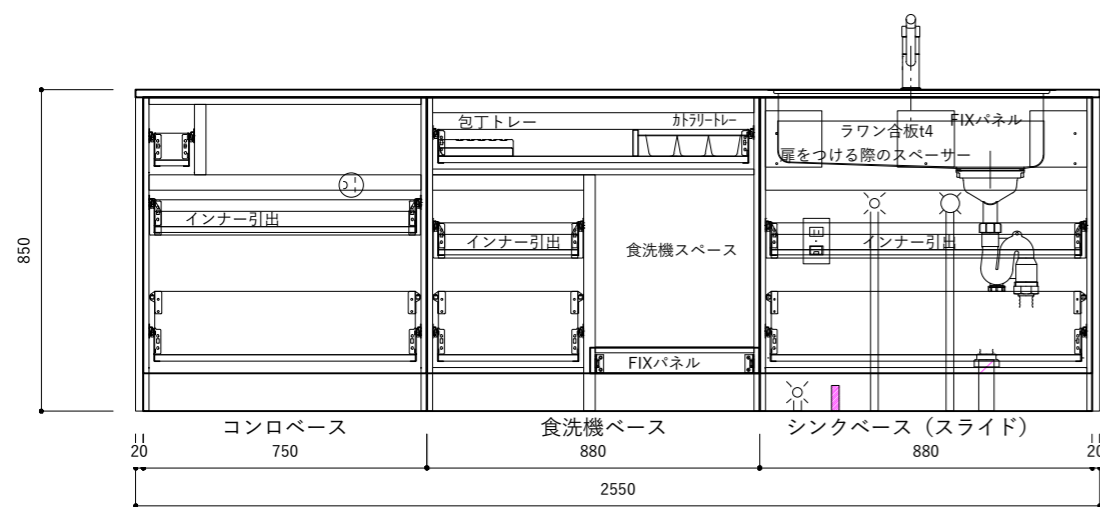 包丁トレー
ｶﾄﾗﾘｰﾄﾚｰ
ラワン合板t4
FIXパネル
扉をつける際のスペーサー
インナー引出
インナー引出
食洗機スペース
インナー引出
FIXパネル
850
コンロベース
食洗機ベース
シンクベース（スライド）
20
750
880
880
20
2550